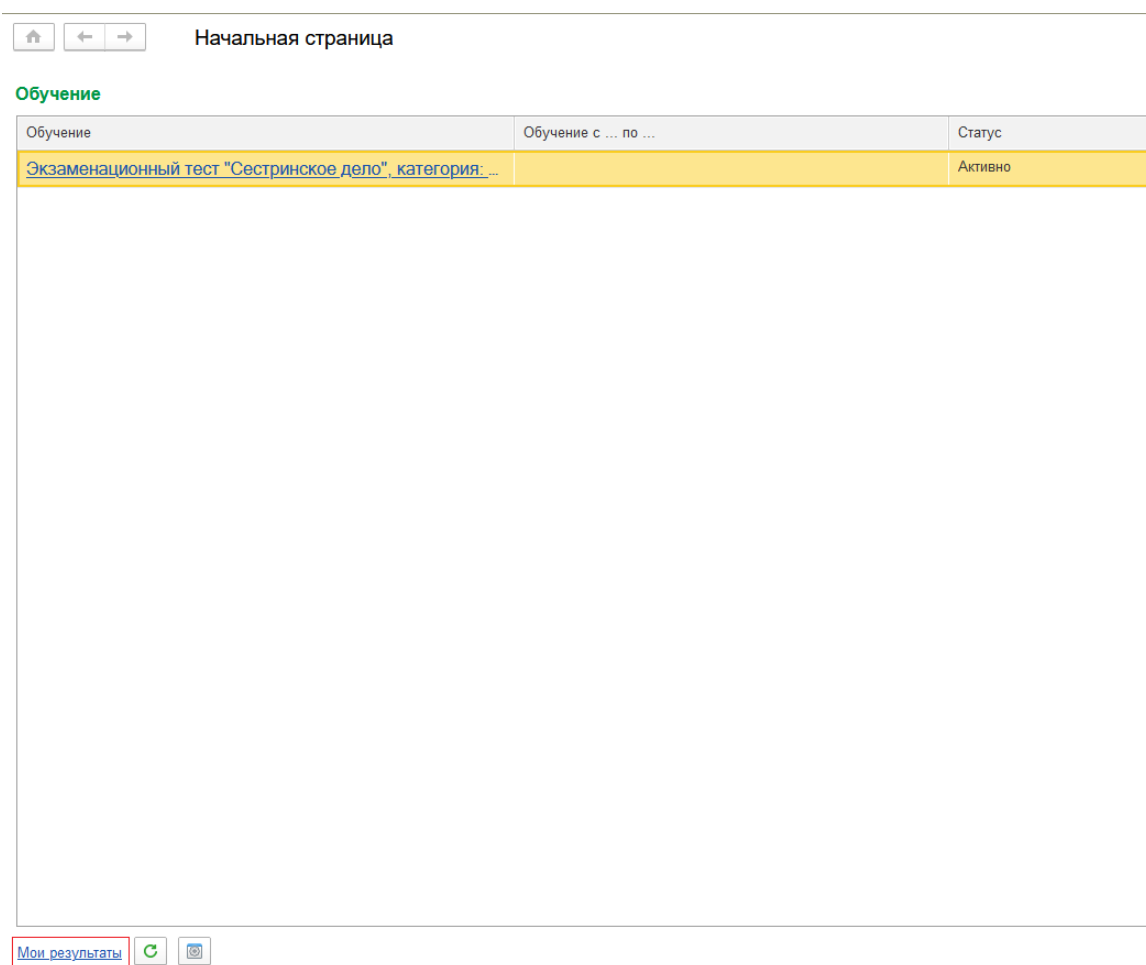 Начальная страница
Обучение
Обучение Обучение с ... по ... Статус
Экзаменационный тест "Сестринское дело", категория: ... Активно
Мои результаты